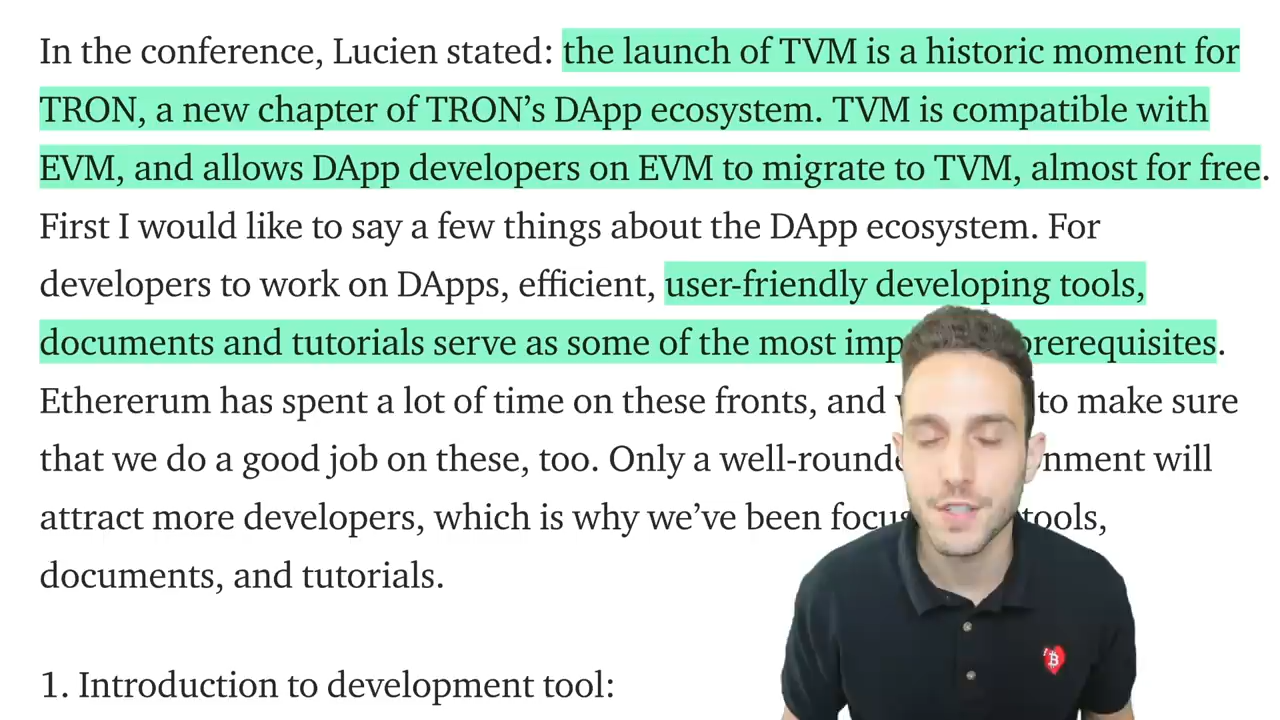 In the conference, Lucien stated: the launch of TVM is a historic moment for
TRON, a new chapter of TRON’s DApp ecosystem. TVM is compatible with
EVM, and allows DApp developers on EVM to migrate to TVM, almost for free.
First I would like to say a few things about the DApp ecosystem. For
developers to work on DApps, efficient, user-friendly developing tools,
documents and tutorials serve as some of the most prerequisites.
Ethererum has spent a lot of time on these fronts, and to make sure
that we do a good job on these, too. Only a will
attract more developers, which is why we’ve been tools,
documents, and tutorials.
1. Introduction to development tool: